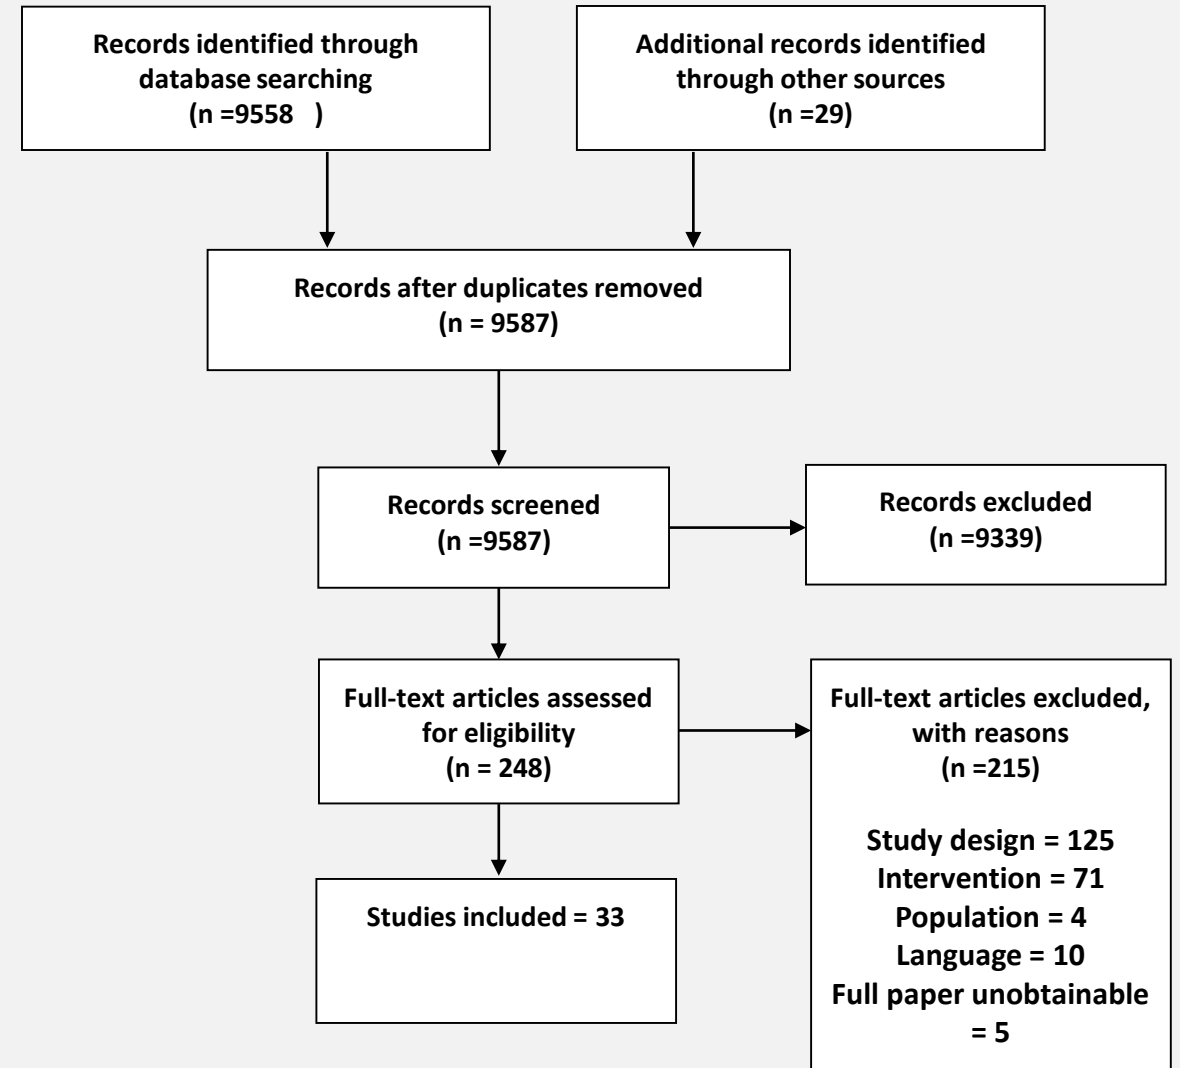 Records identified through
database searching
(n =9558   )
Additional records identified
through other sources
(n =29)
Records after duplicates removed
(n = 9587)
Records screened
(n =9587)
Records excluded
(n =9339)
Full-text articles assessed
for eligibility
(n = 248)
Full-text articles excluded,
with reasons
(n =215)
Study design = 125
Intervention = 71
Population = 4
Language = 10
Full paper unobtainable
= 5
Studies included = 33